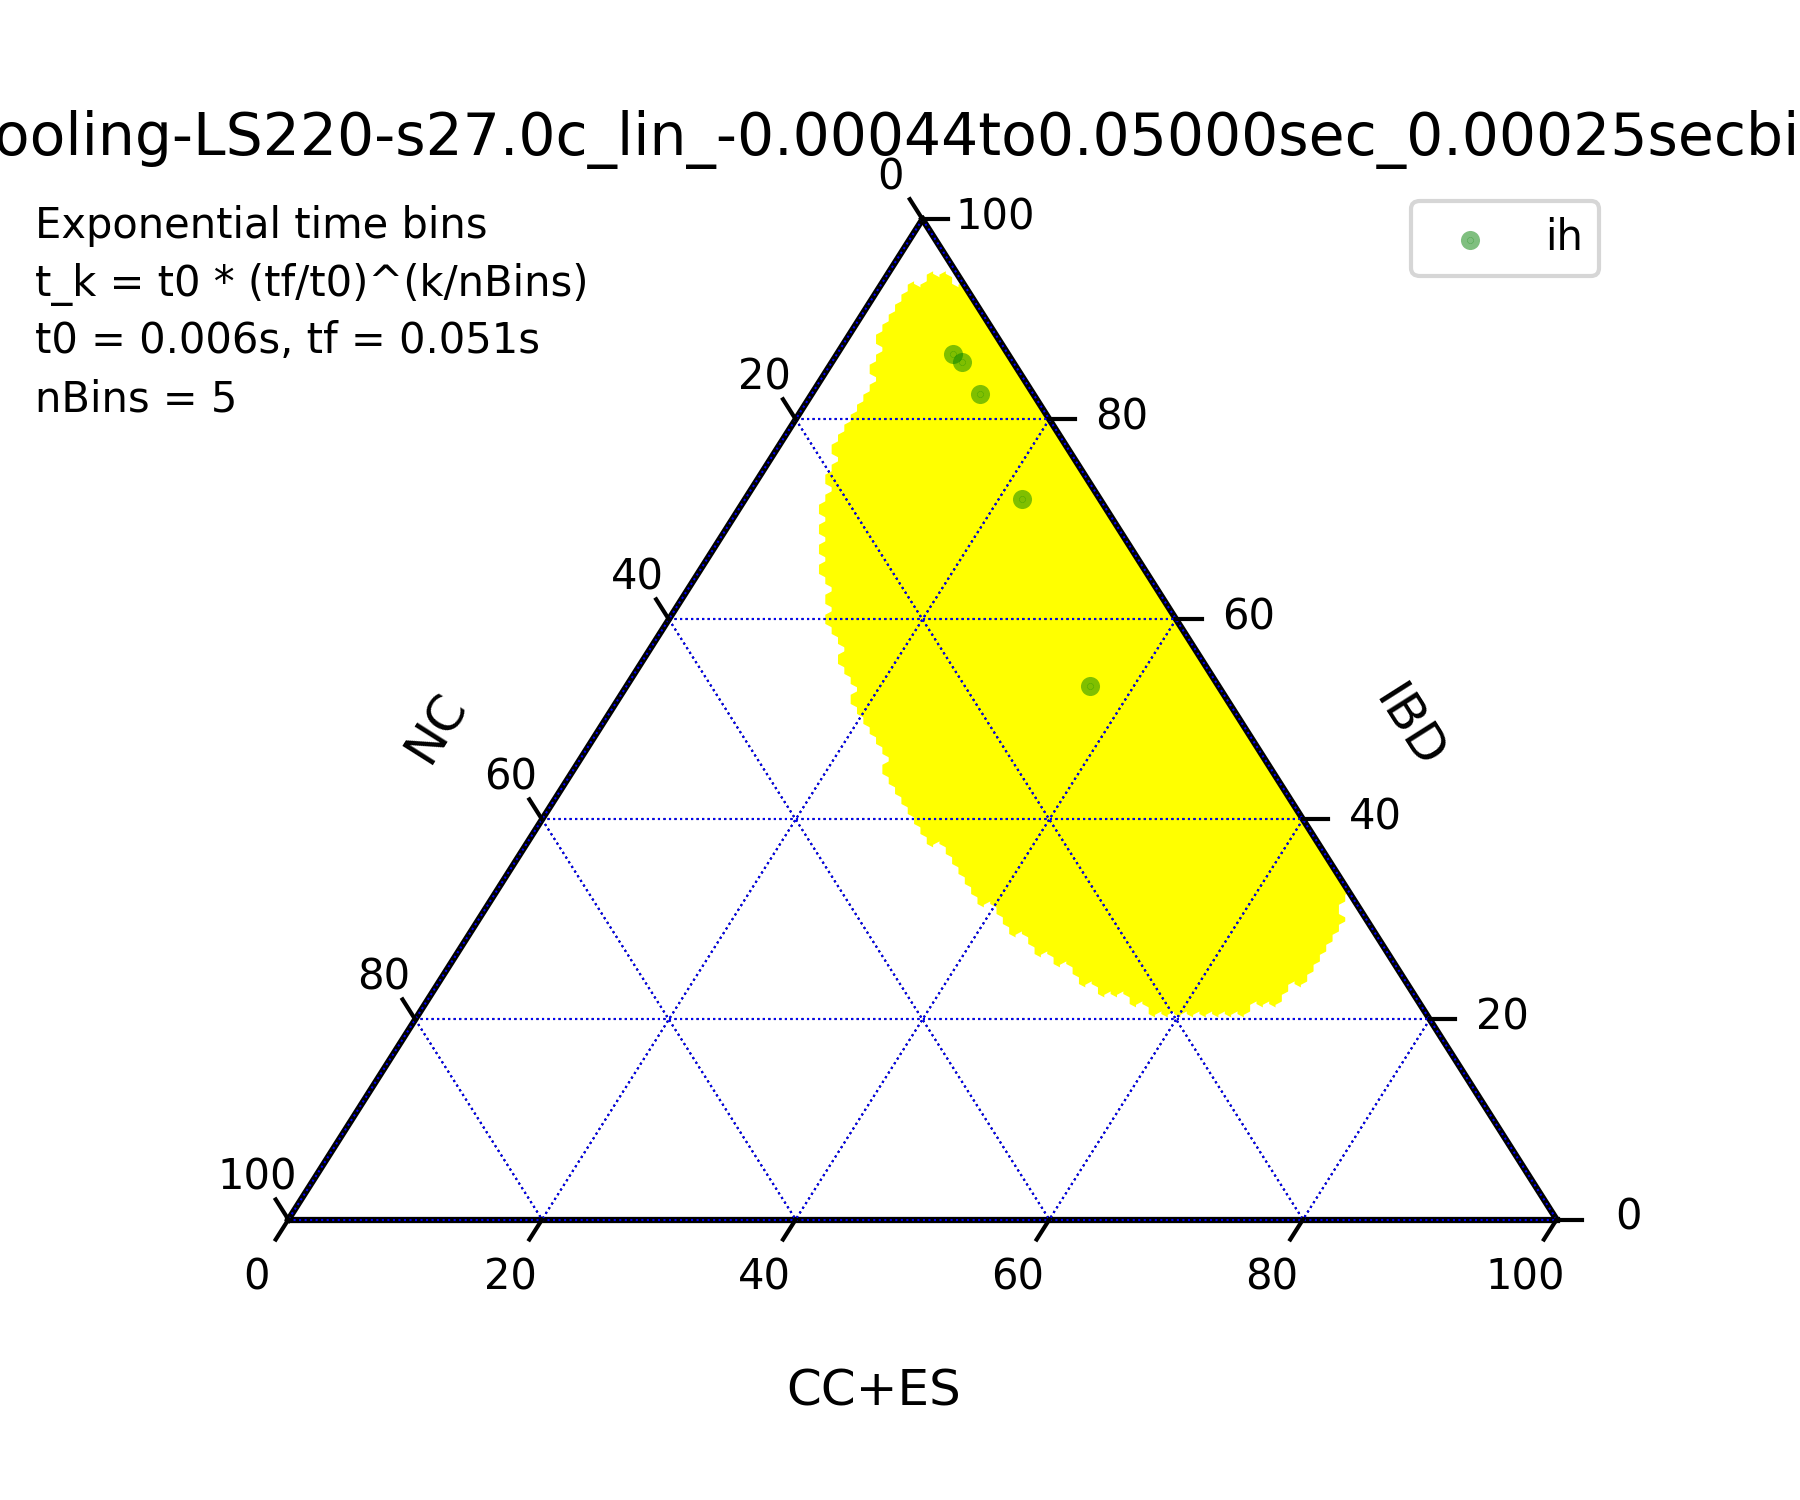 ooling-LS220-s27.0c_lin_-0.00044to0.05000sec_0.00025secbi
Exponential time bins
t_k = t0 * (tf/t0)^(k/nBins)
t0 = 0.006s, tf = 0.051s
nBins = 5
ih
0
100
20
80
40
60
NC
IBD
60
40
80
20
100
0
0
20
40
60
80
100
CC+ES